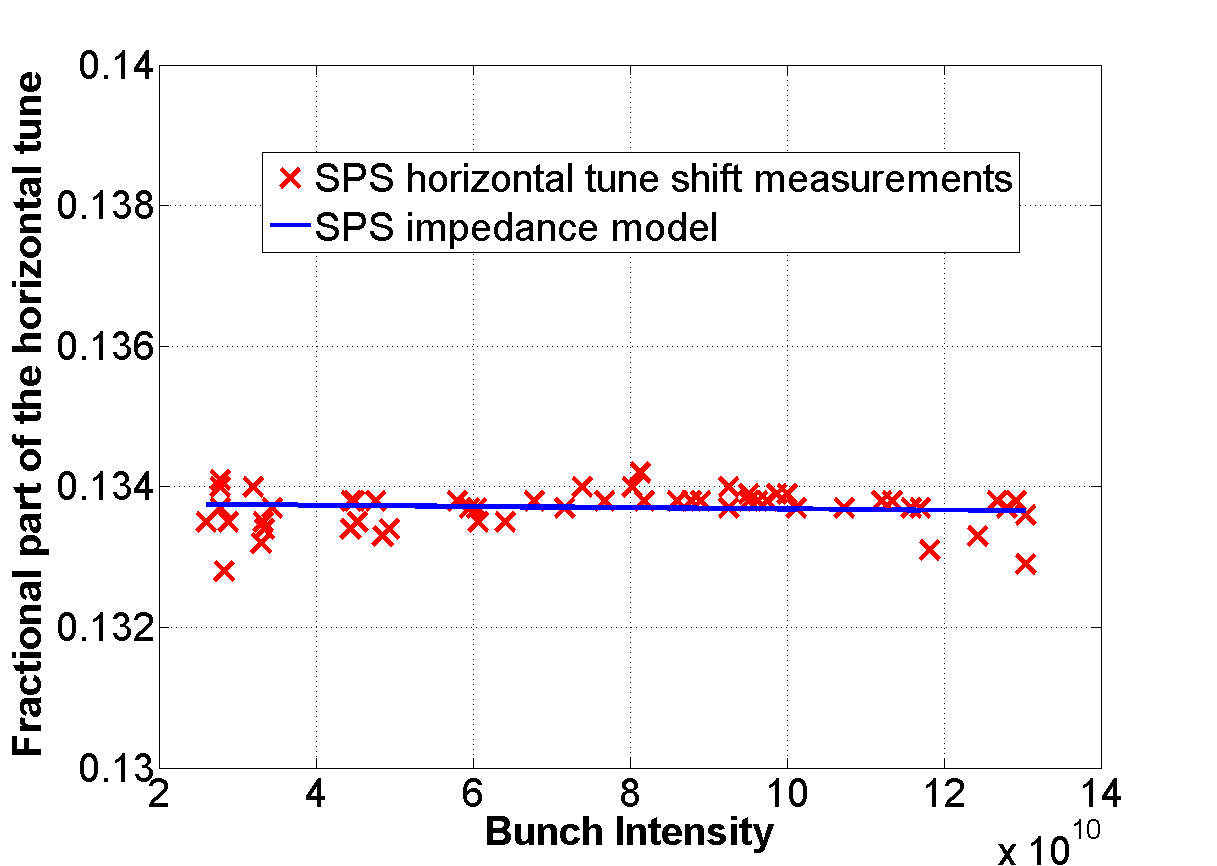 Fractional part of the horizontal tune
0.14
0.138
0.136
0.134
0.132
0.13
SPS horizontal tune shift measurements
SPS impedance model
2 4 6 8 10 12 14
Bunch Intensity
x 10^10